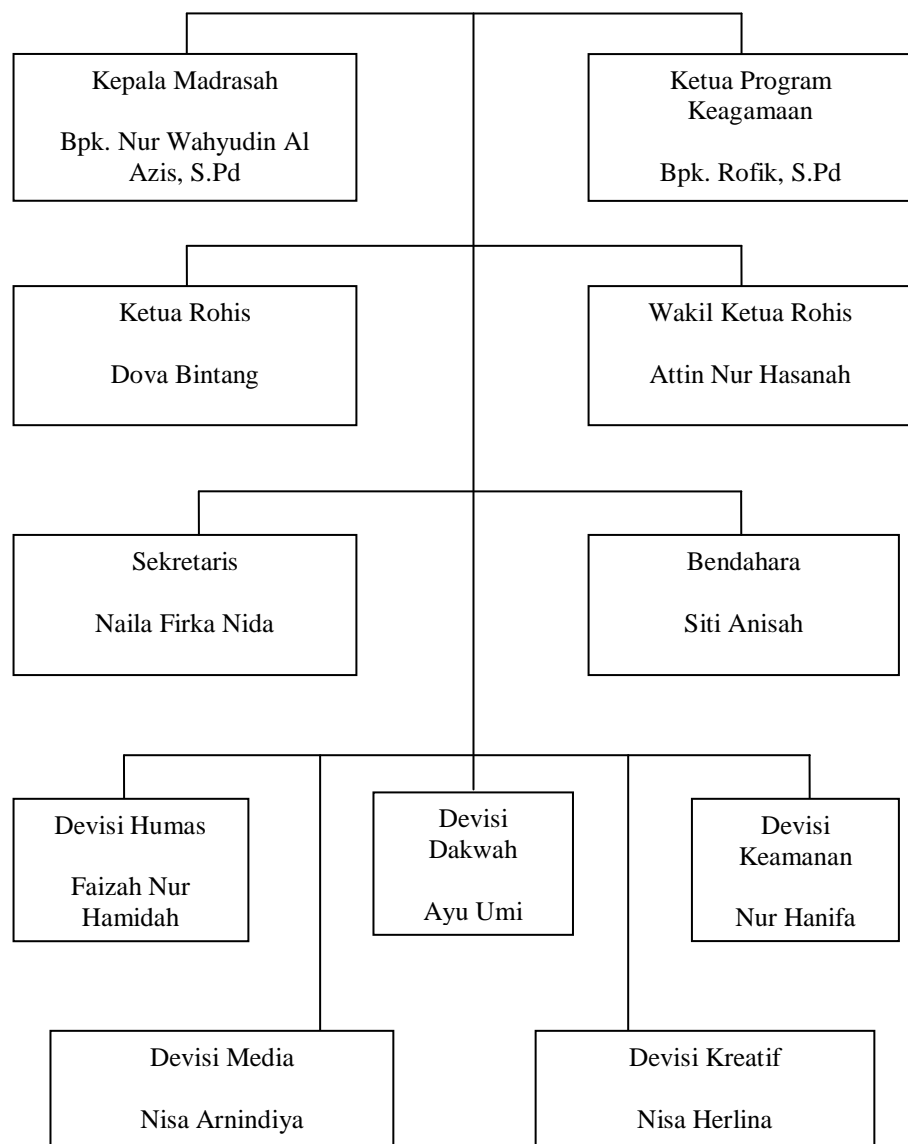 Kepala Madrasah
Bpk. Nur Wahyudin Al
Azis, S.Pd
Ketua Program
Keagamaan
Bpk. Rofik, S.Pd
Ketua Rohis
Dova Bintang
Wakil Ketua Rohis
Attin Nur Hasanah
Sekretaris
Naila Firka Nida
Bendahara
Siti Anisah
Devisi Humas
Faizah Nur
Hamidah
Devisi
Dakwah
Ayu Umi
Devisi
Keamanan
Nur Hanifa
Devisi Media
Nisa Arnindiya
Devisi Kreatif
Nisa Herlina